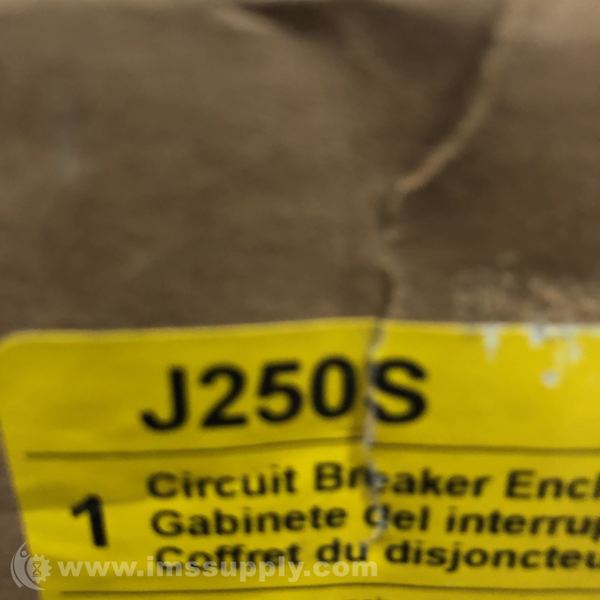 J250S
1 Circuit Breaker Encl
Gabinete del interrup
Coffret du disjoncteu
www.imssupply.com